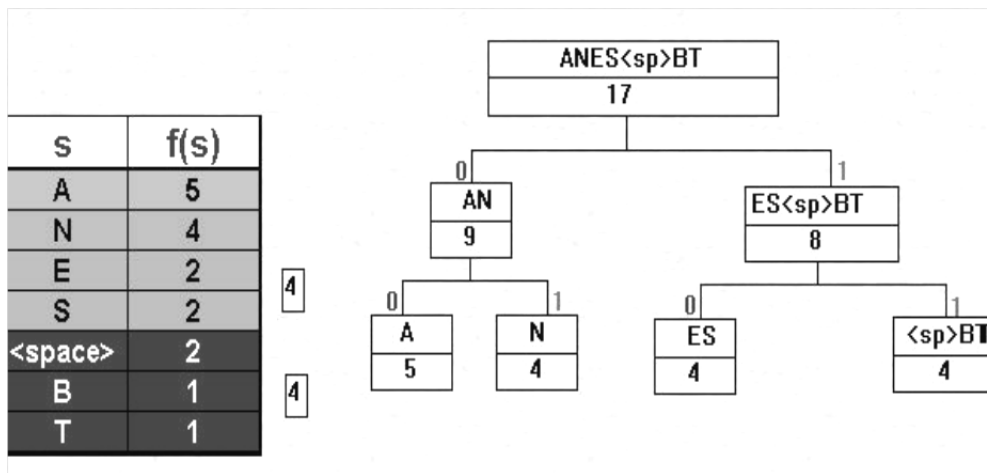 s f(s)
A 5
N 4
E 2
S 2
<space> 2
B 1
T 1
4
4
ANES<sp>BT
17
0 1
AN
9
ES<sp>BT
8
0 1
0 1
A
5
N
4
ES
4
<sp>BT
4